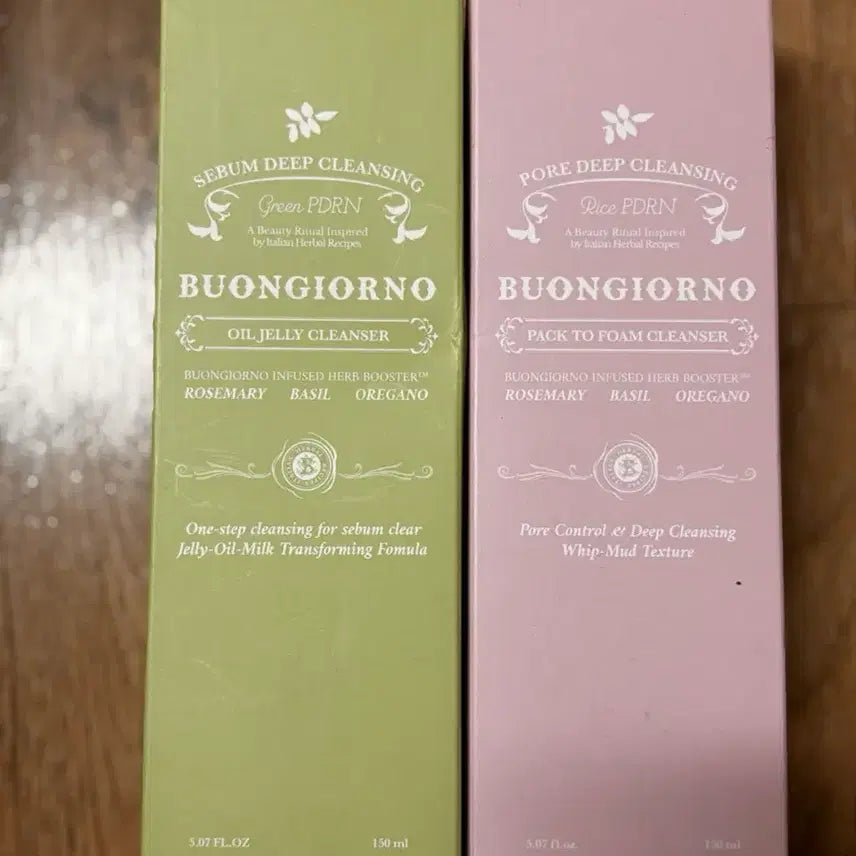 SEBUM DEEP CLEANSING
Green PDRN
A Beauty Ritual Inspired
by Italian Herbal Recipes
BUONGIORNO
OIL JELLY CLEANSER
BUONGIORNO INFUSED HERB BOOSTER™
ROSEMARY BASIL OREGANO
One-step cleansing for sebum clear
Jelly-Oil-Milk Transforming Fomula
5.07 FL.OZ 150 ml
PORE DEEP CLEANSING
Rice PDRN
A Beauty Ritual Inspired
by Italian Herbal Recipes
BUONGIORNO
PACK TO FOAM CLEANSER
BUONGIORNO INFUSED HERB BOOSTER™
ROSEMARY BASIL OREGANO
Pore Control & Deep Cleansing
Whip-Mud Texture
5.07 fl.oz. 150 ml